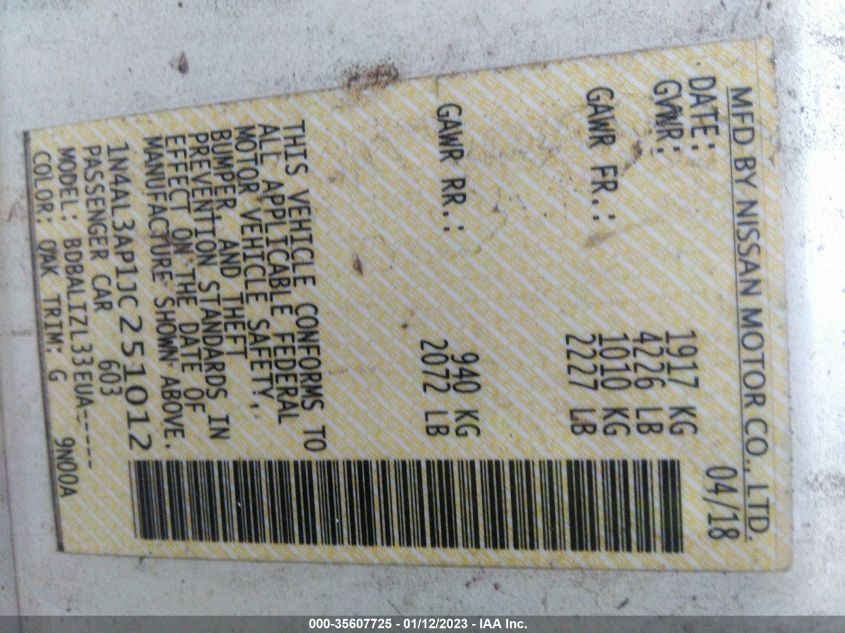 MFD BY NISSAN MOTOR CO., LTD.
DATE: 04/18
GVWR: 1917 KG
4226 LB
GAWR FR.: 1010 KG
2227 LB
GAWR RR.: 940 KG
2072 LB
THIS VEHICLE CONFORMS TO
ALL APPLICABLE FEDERAL
MOTOR VEHICLE SAFETY,
BUMPER AND THEFT
PREVENTION STANDARDS IN
EFFECT ON THE DATE OF
MANUFACTURE SHOWN ABOVE.
1N4AL3AP1JC251012
PASSENGER CAR 603
MODEL: BDBALTZL33EUA-----
COLOR: QAK TRIM: G 9N00A
000-35607725 - 01/12/2023 - IAA Inc.